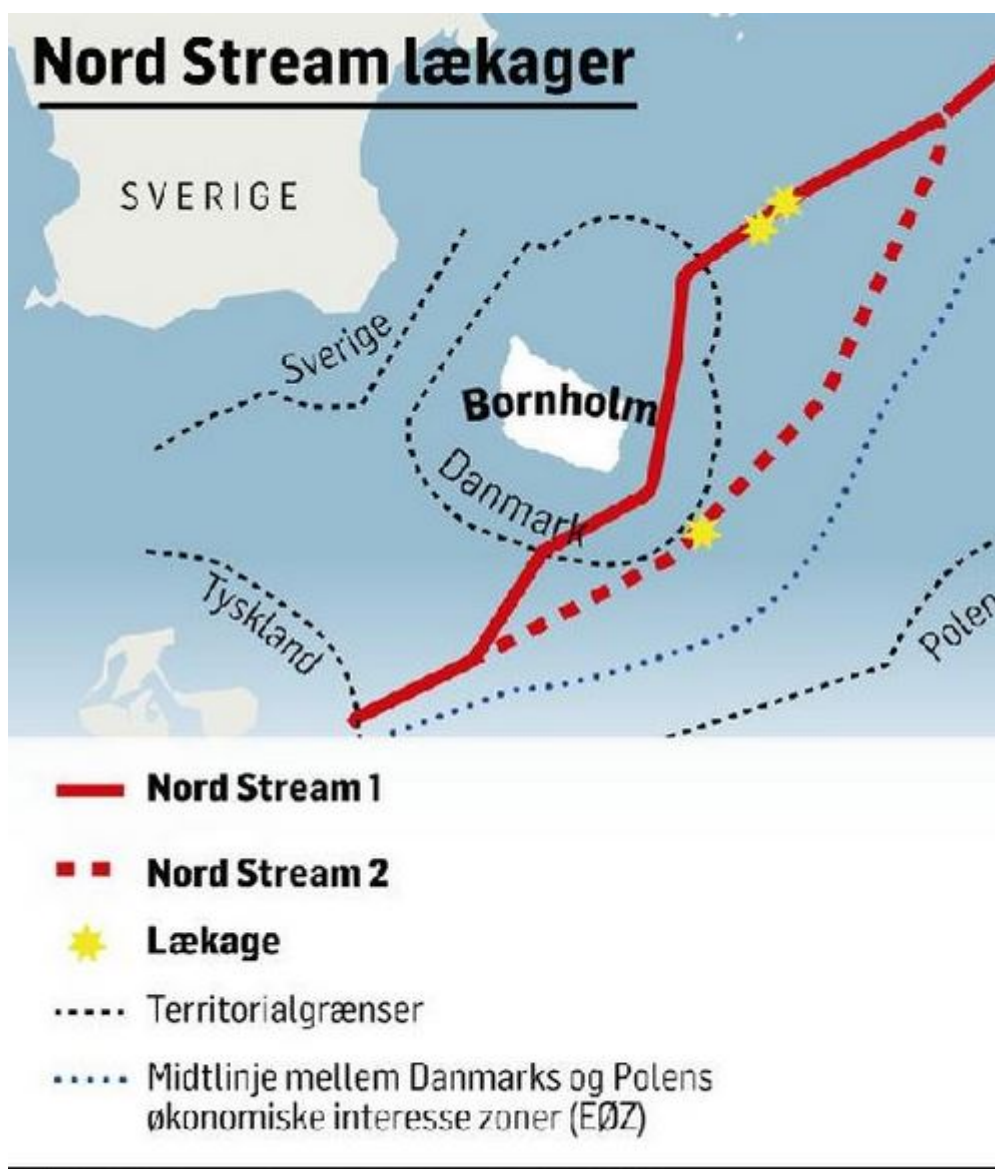 Nord Stream lækager
SVERIGE
Sverige
Bornholm
Danmark
Tyskland
Polen
Nord Stream 1
Nord Stream 2
Lækage
Territorialgrænser
Midtlinje mellem Danmarks og Polens
økonomiske interesse zoner (EØZ)